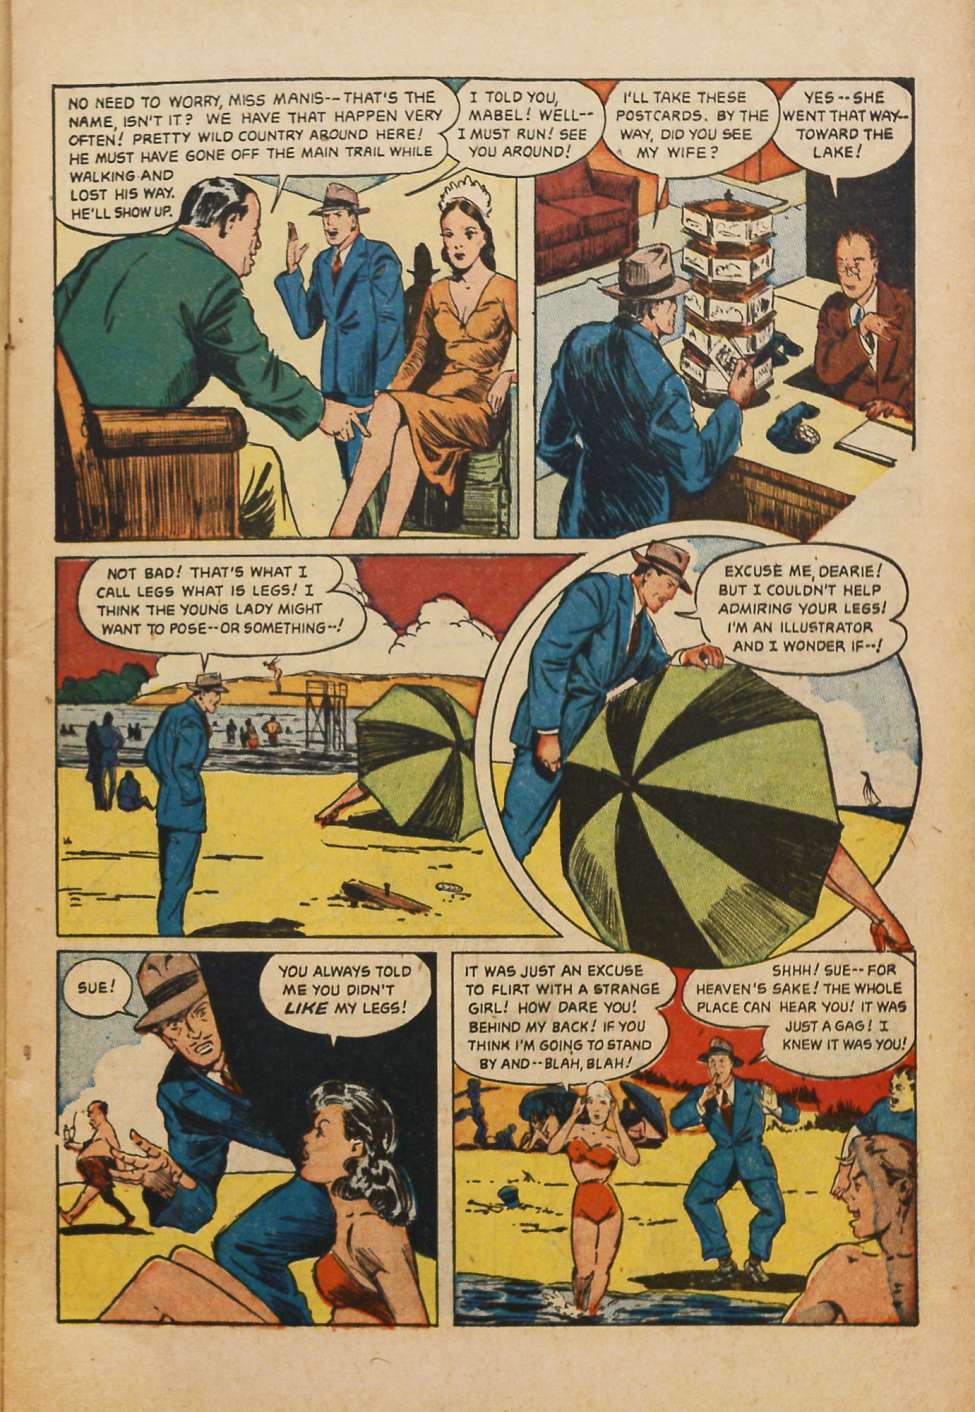 NO NEED TO WORRY, MISS MANIS--THAT'S THE
NAME, ISN'T IT? WE HAVE THAT HAPPEN VERY
OFTEN! PRETTY WILD COUNTRY AROUND HERE!
HE MUST HAVE GONE OFF THE MAIN TRAIL WHILE
WALKING AND
LOST HIS WAY.
HE'LL SHOW UP.
I TOLD YOU,
MABEL! WELL--
I MUST RUN! SEE
YOU AROUND!
I'LL TAKE THESE
POSTCARDS. BY THE
WAY, DID YOU SEE
MY WIFE?
YES--SHE
WENT THAT WAY--
TOWARD THE
LAKE!
NOT BAD! THAT'S WHAT I
CALL LEGS WHAT IS LEGS! I
THINK THE YOUNG LADY MIGHT
WANT TO POSE--OR SOMETHING--!
EXCUSE ME, DEARIE!
BUT I COULDN'T HELP
ADMIRING YOUR LEGS!
I'M AN ILLUSTRATOR
AND I WONDER IF--!
SUE!
YOU ALWAYS TOLD
ME YOU DIDN'T
LIKE MY LEGS!
IT WAS JUST AN EXCUSE
TO FLIRT WITH A STRANGE
GIRL! HOW DARE YOU!
BEHIND MY BACK! IF YOU
THINK I'M GOING TO STAND
BY AND--BLAH, BLAH!
SHHH! SUE--FOR
HEAVEN'S SAKE! THE WHOLE
PLACE CAN HEAR YOU! IT WAS
JUST A GAG! I
KNEW IT WAS YOU!